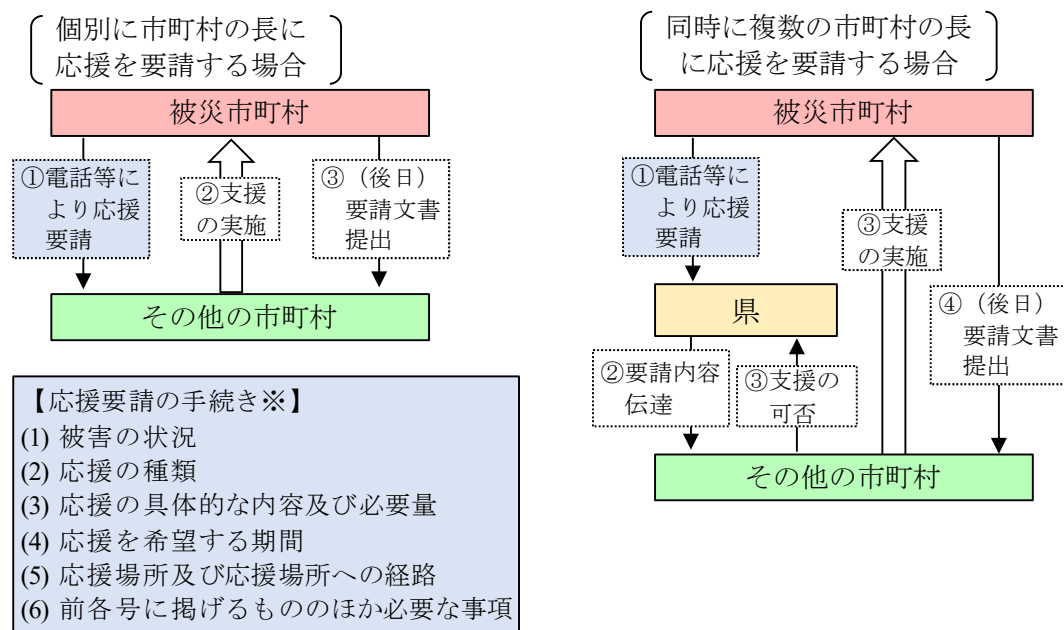 個別に市町村の長に
応援を要請する場合
被災市町村
①電話等に
より応援
要請
②支援
の実施
③（後日）
要請文書
提出
その他の市町村
【応援要請の手続き※】
(1) 被害の状況
(2) 応援の種類
(3) 応援の具体的な内容及び必要量
(4) 応援を希望する期間
(5) 応援場所及び応援場所への経路
(6) 前各号に掲げるもののほか必要な事項
同時に複数の市町村の長
に応援を要請する場合
被災市町村
①電話等に
より応援
要請
③支援
の実施
県
④（後日）
要請文書
提出
②要請内容
伝達
③支援の
可否
その他の市町村